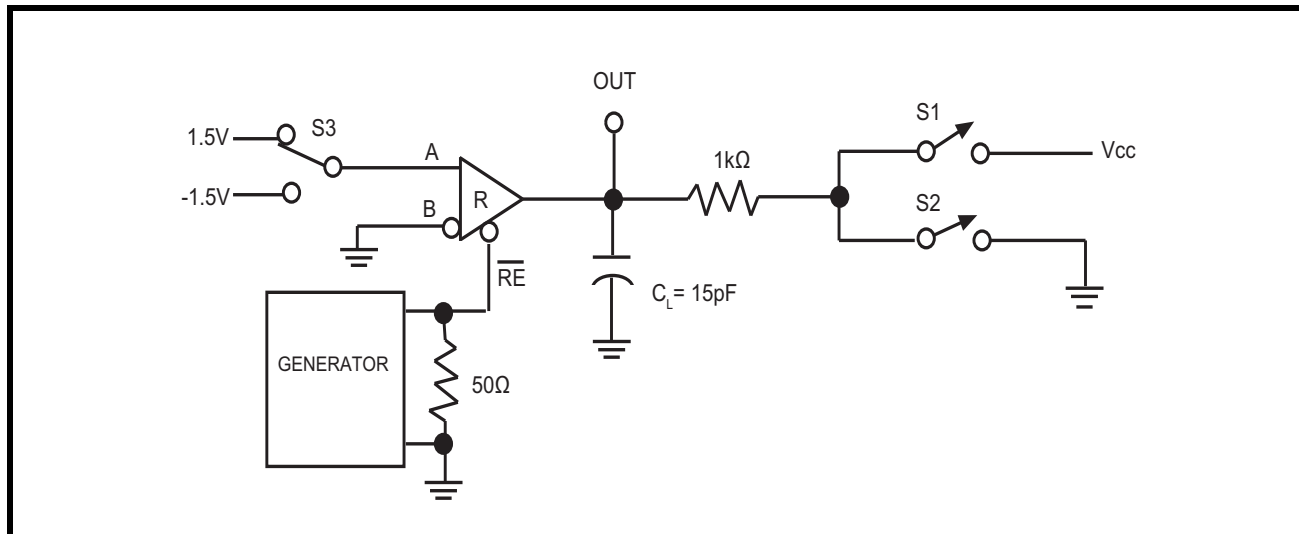 OUT
1.5V
S3
A
1kΩ
S1
Vcc
-1.5V
B
R
S2
RE
C_L= 15pF
GENERATOR
50Ω